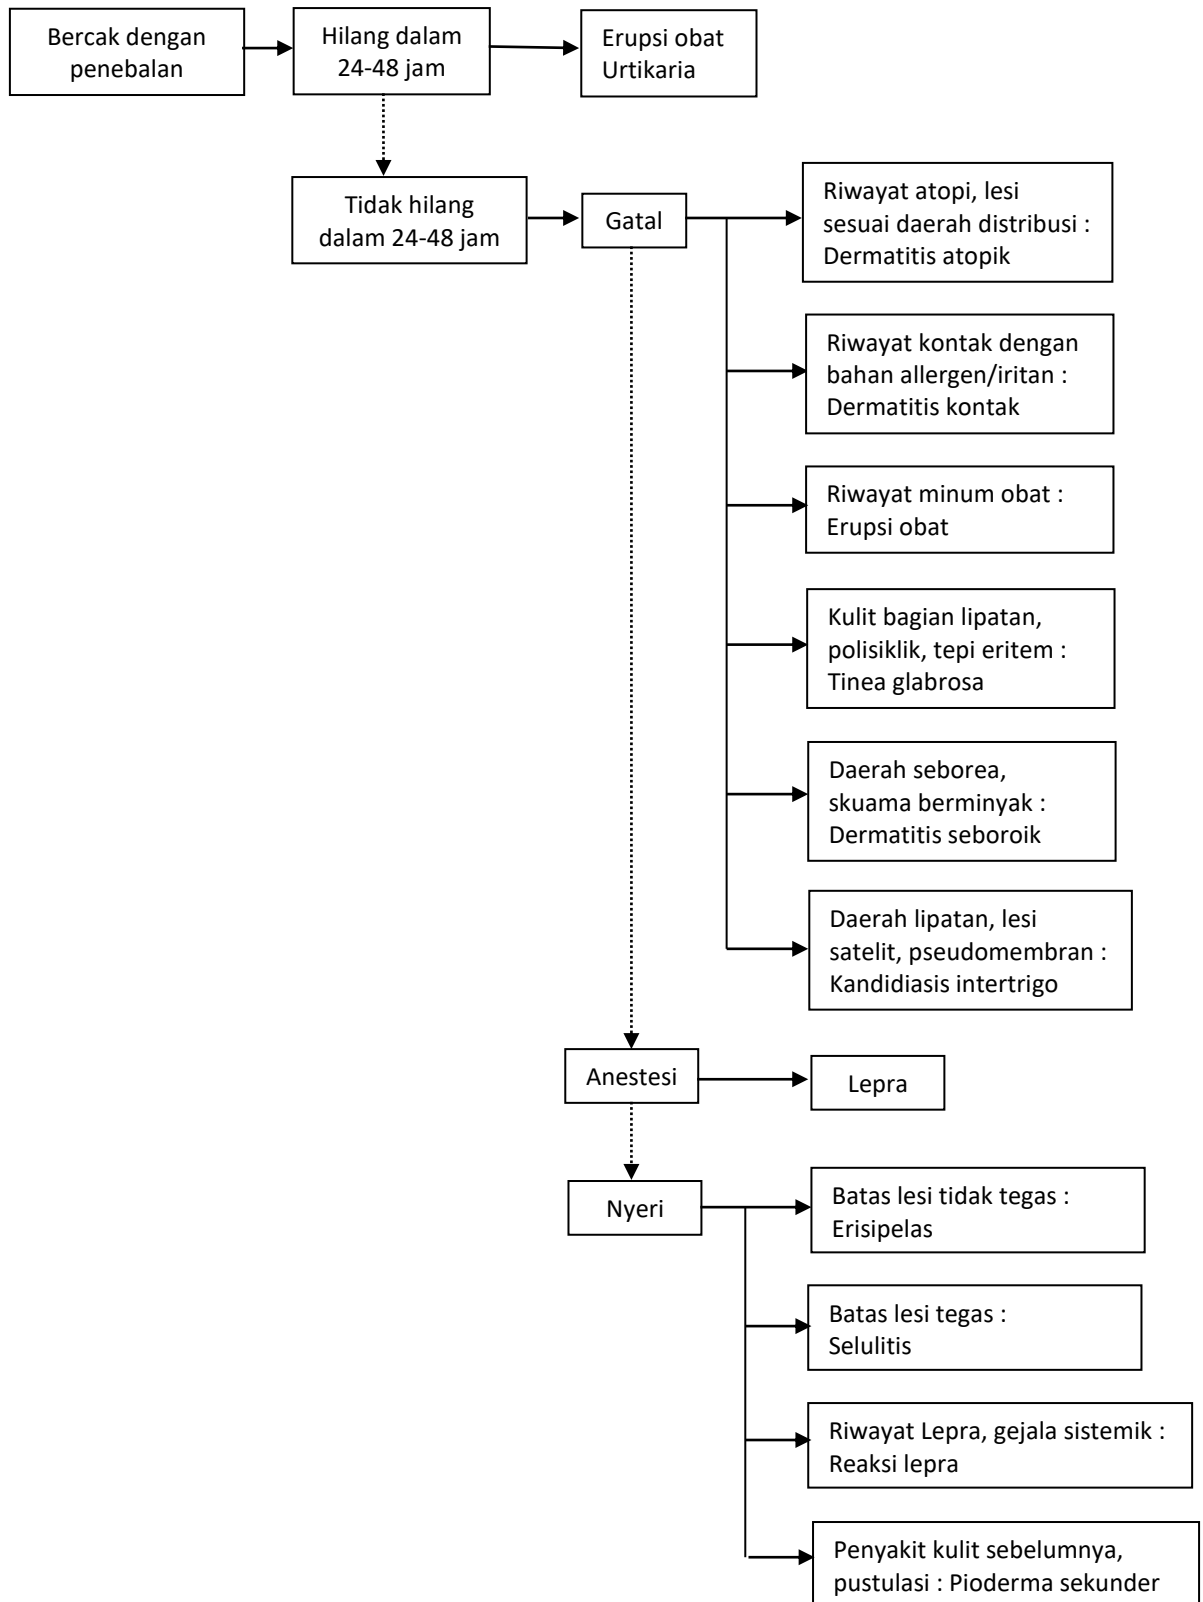 Bercak dengan
penebalan
Hilang dalam
24-48 jam
Erupsi obat
Urtikaria
Tidak hilang
dalam 24-48 jam
Gatal
Riwayat atopi, lesi
sesuai daerah distribusi :
Dermatitis atopik
Riwayat kontak dengan
bahan allergen/iritan :
Dermatitis kontak
Riwayat minum obat :
Erupsi obat
Kulit bagian lipatan,
polisiklik, tepi eritem :
Tinea glabrosa
Daerah seborea,
skuama berminyak :
Dermatitis seboroik
Daerah lipatan, lesi
satelit, pseudomembran :
Kandidiasis intertrigo
Anestesi
Lepra
Nyeri
Batas lesi tidak tegas :
Erisipelas
Batas lesi tegas :
Selulitis
Riwayat Lepra, gejala sistemik :
Reaksi lepra
Penyakit kulit sebelumnya,
pustulasi : Pioderma sekunder